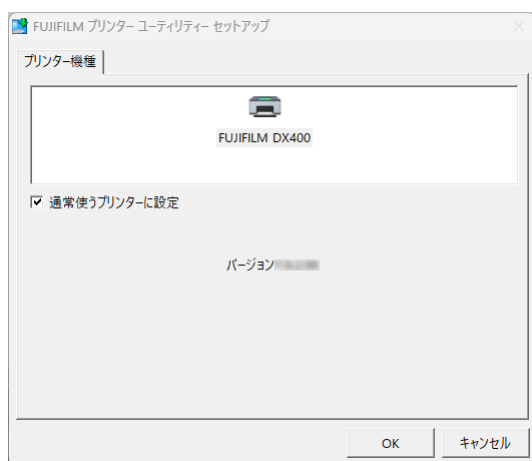 FUJIFILM プリンター ユーティリティー セットアップ
プリンター機種
FUJIFILM DX400
通常使うプリンターに設定
バージョン
OK
キャンセル